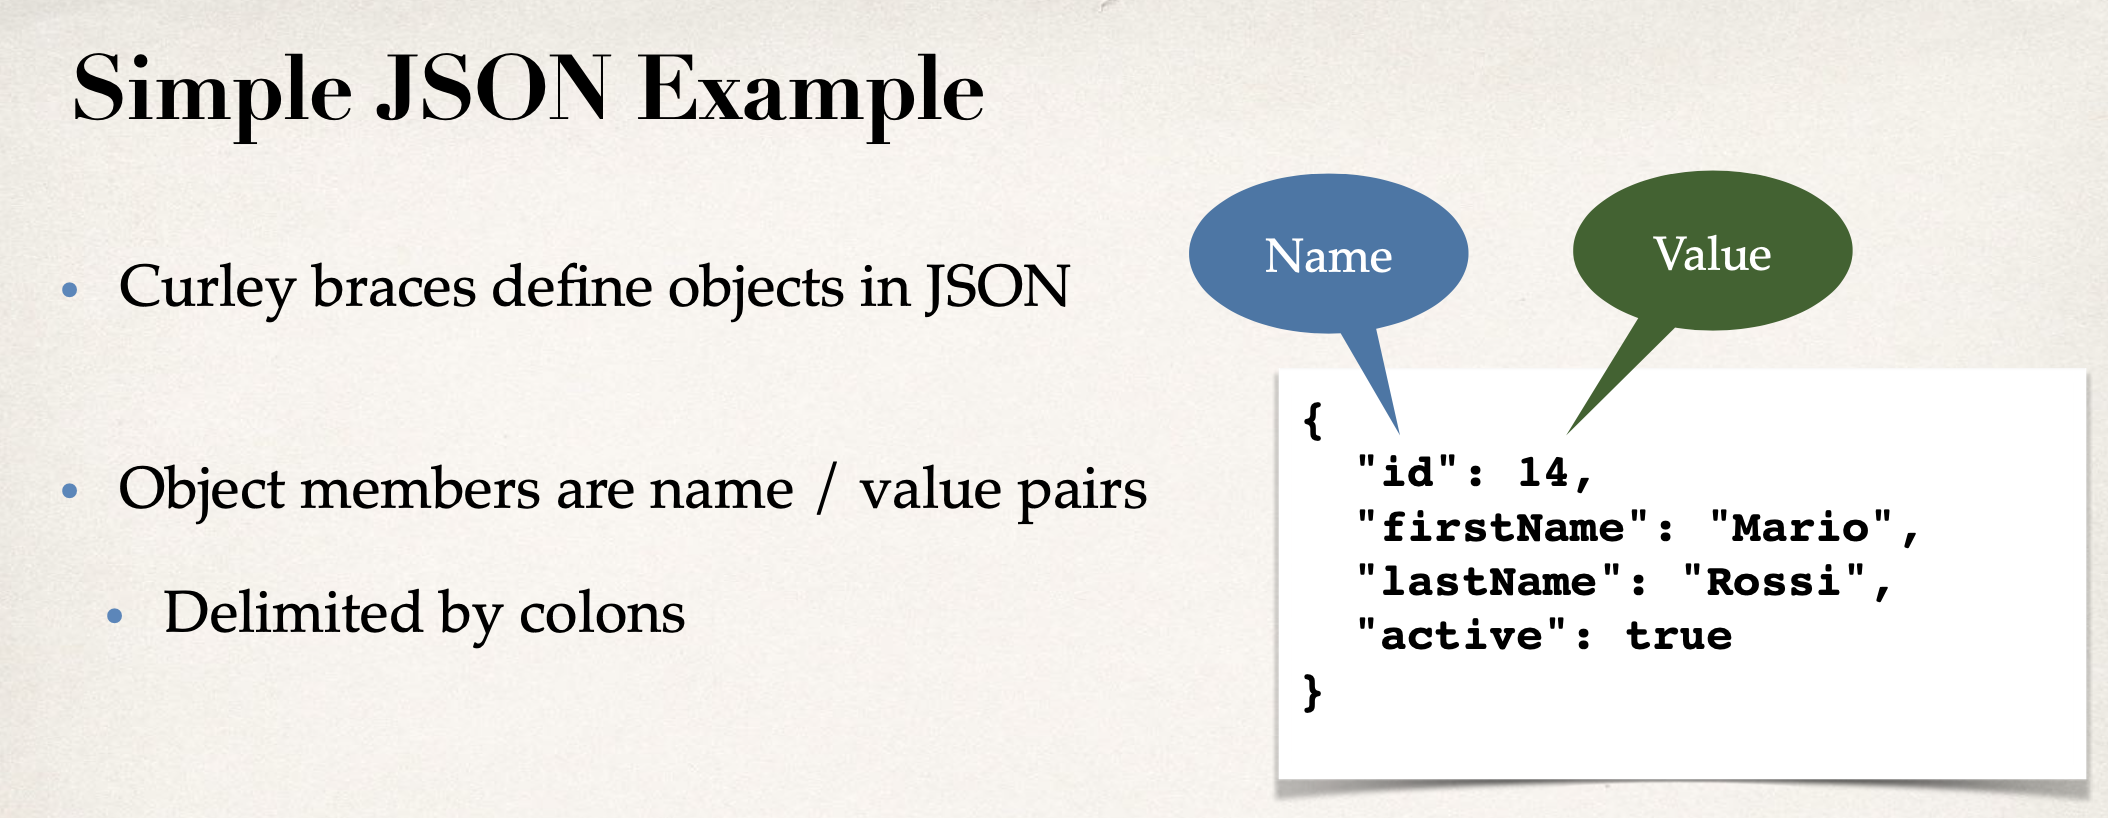 Simple JSON Example
• Curley braces define objects in JSON
• Object members are name / value pairs
• Delimited by colons
Name
Value
{
"id": 14,
"firstName": "Mario",
"lastName": "Rossi",
"active": true
}